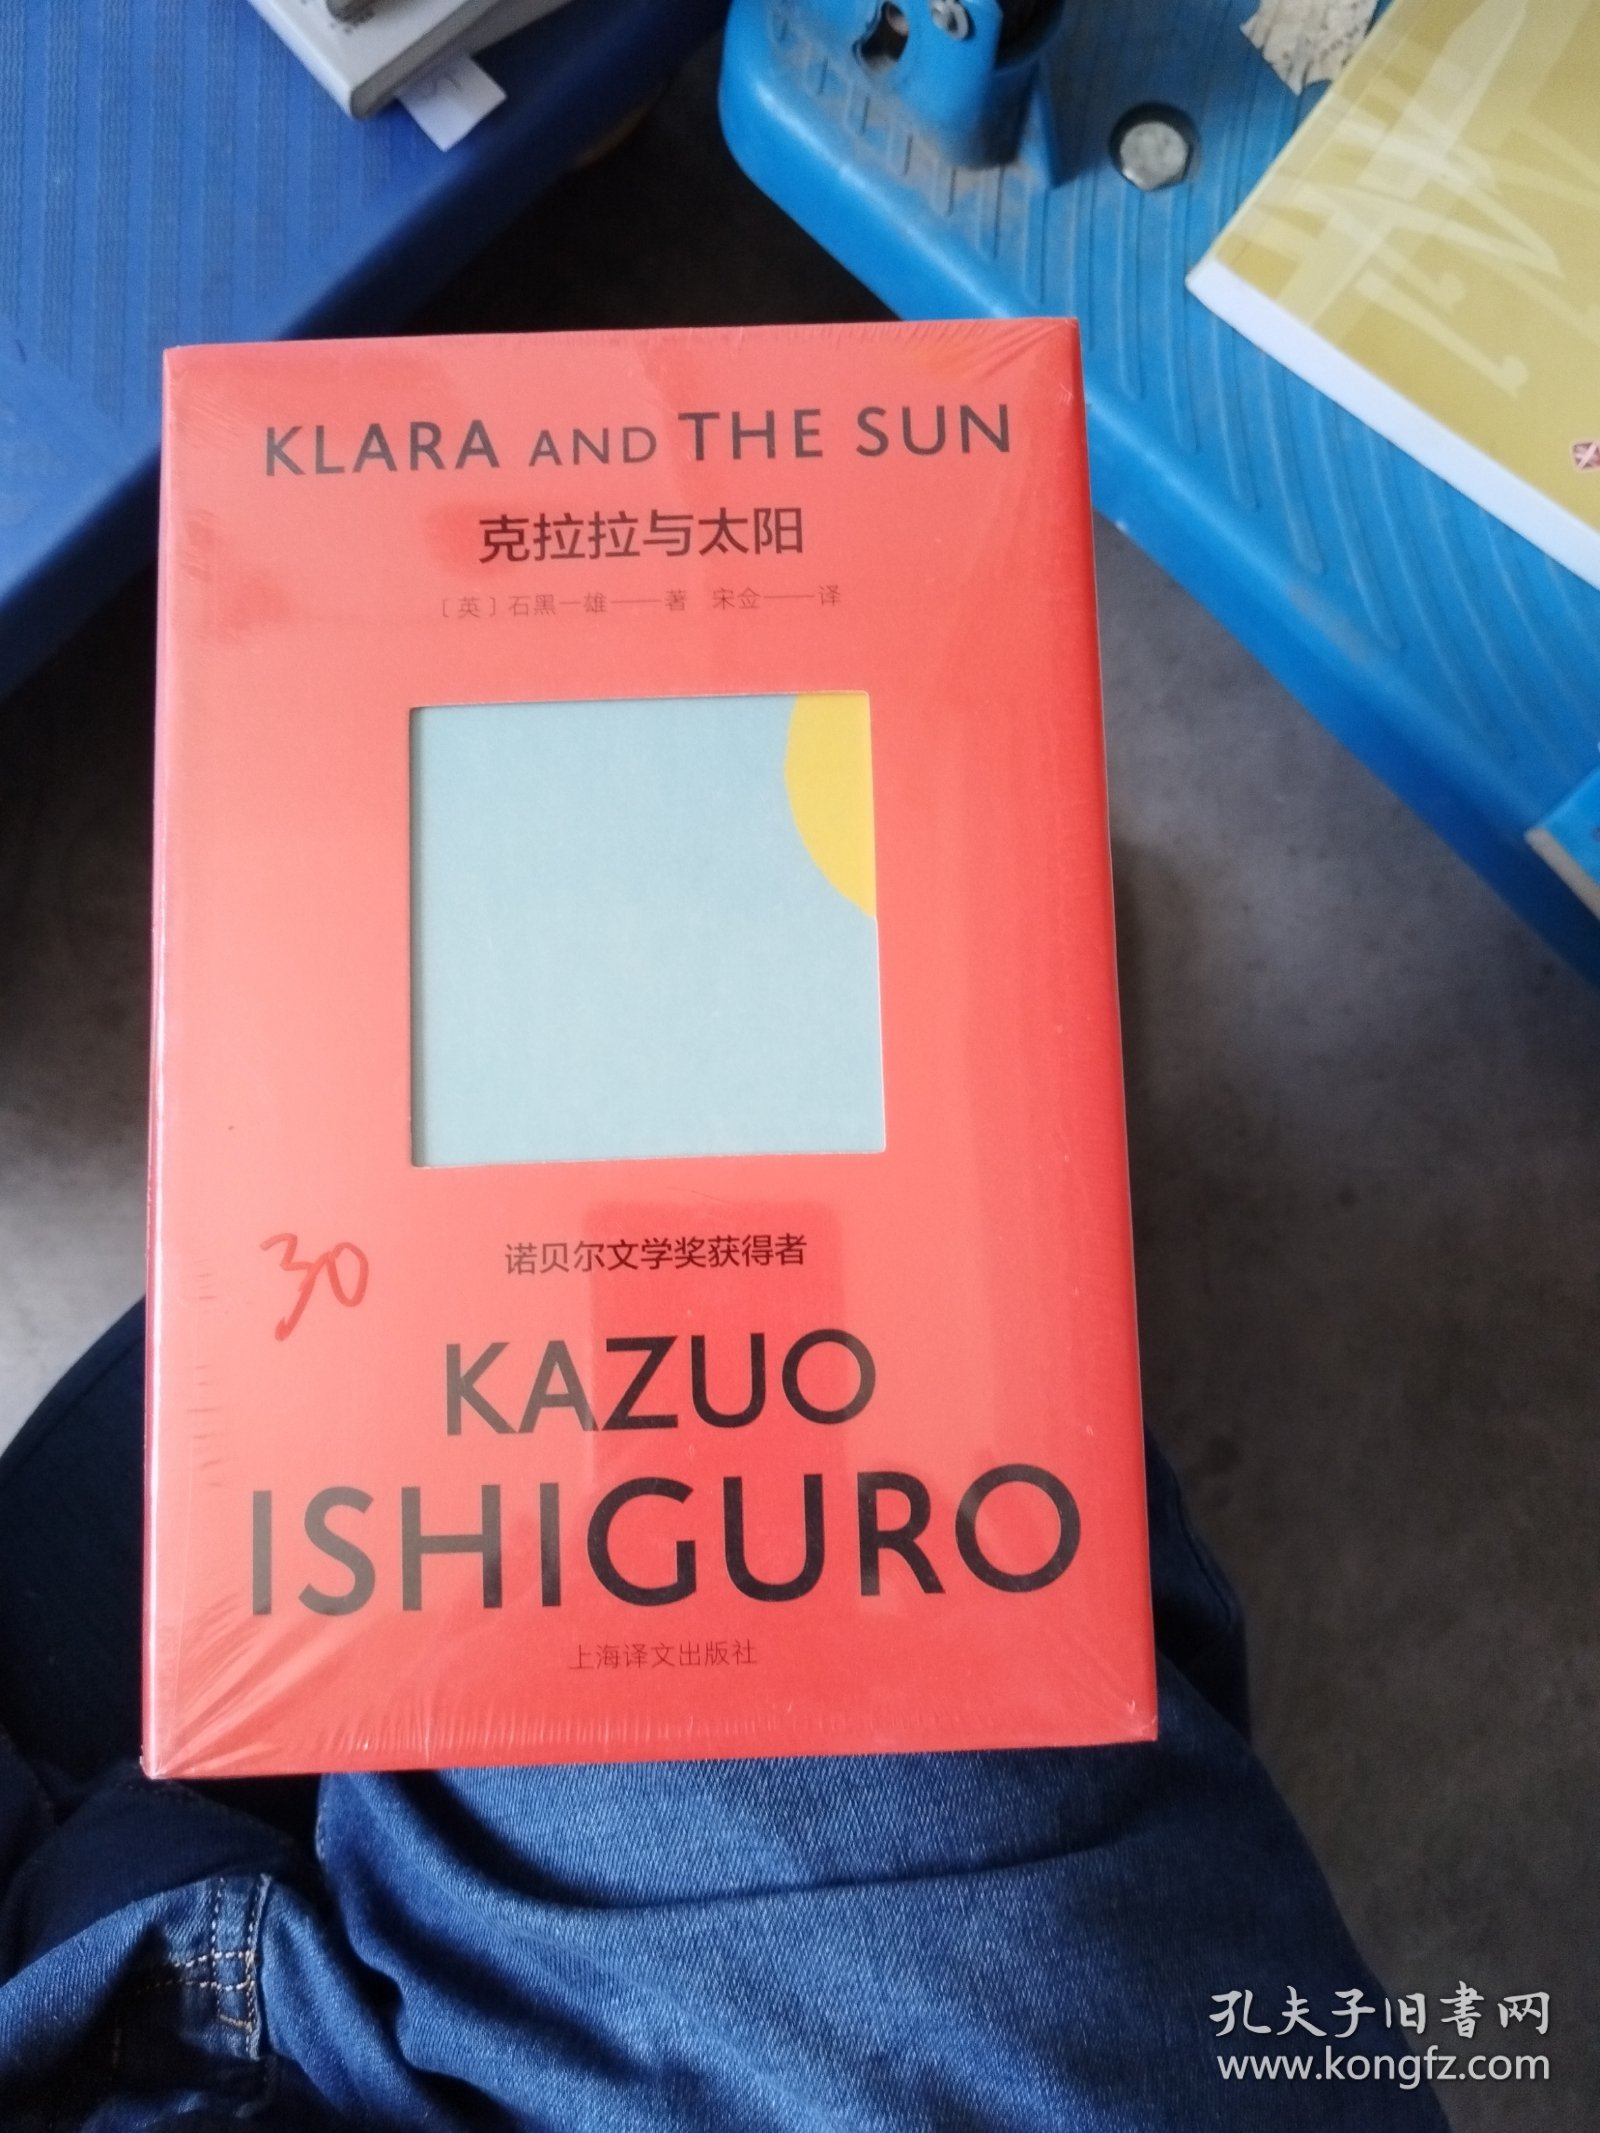 KLARA AND THE SUN
克拉拉与太阳
〔英〕石黑一雄——著 宋佥——译
30
诺贝尔文学奖获得者
KAZUO
ISHIGURO
上海译文出版社
孔夫子旧书网
www.kongfz.com